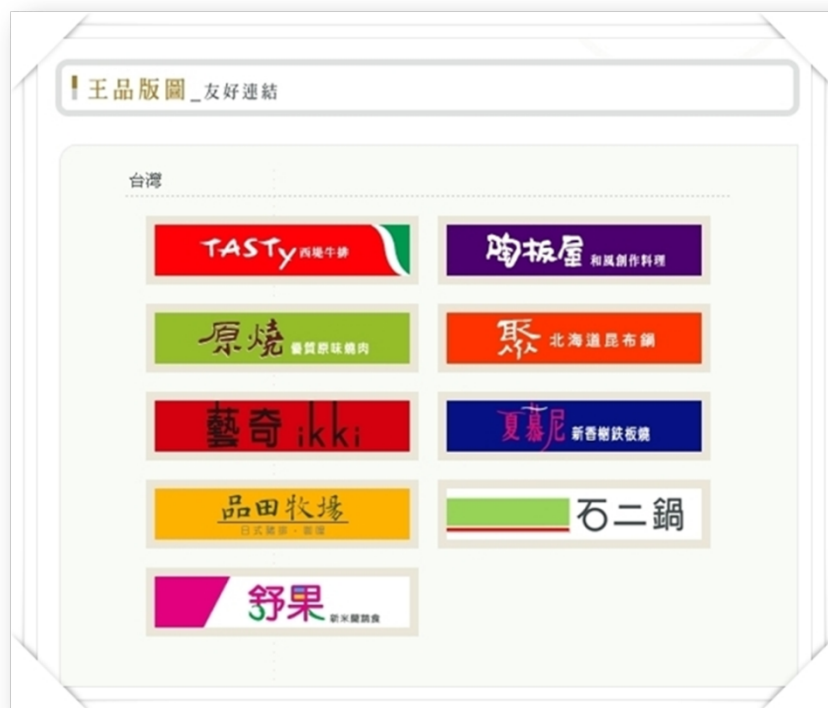 王品版圖_友好連結
台灣
TASTy 西堤牛排
陶板屋 和風創作料理
原燒 優質原味燒肉
聚 北海道昆布鍋
藝奇 ikki
夏慕尼 新香榭鉄板燒
品田牧場
日式豬排·咖哩
石二鍋
舒果 新米蘭蔬食